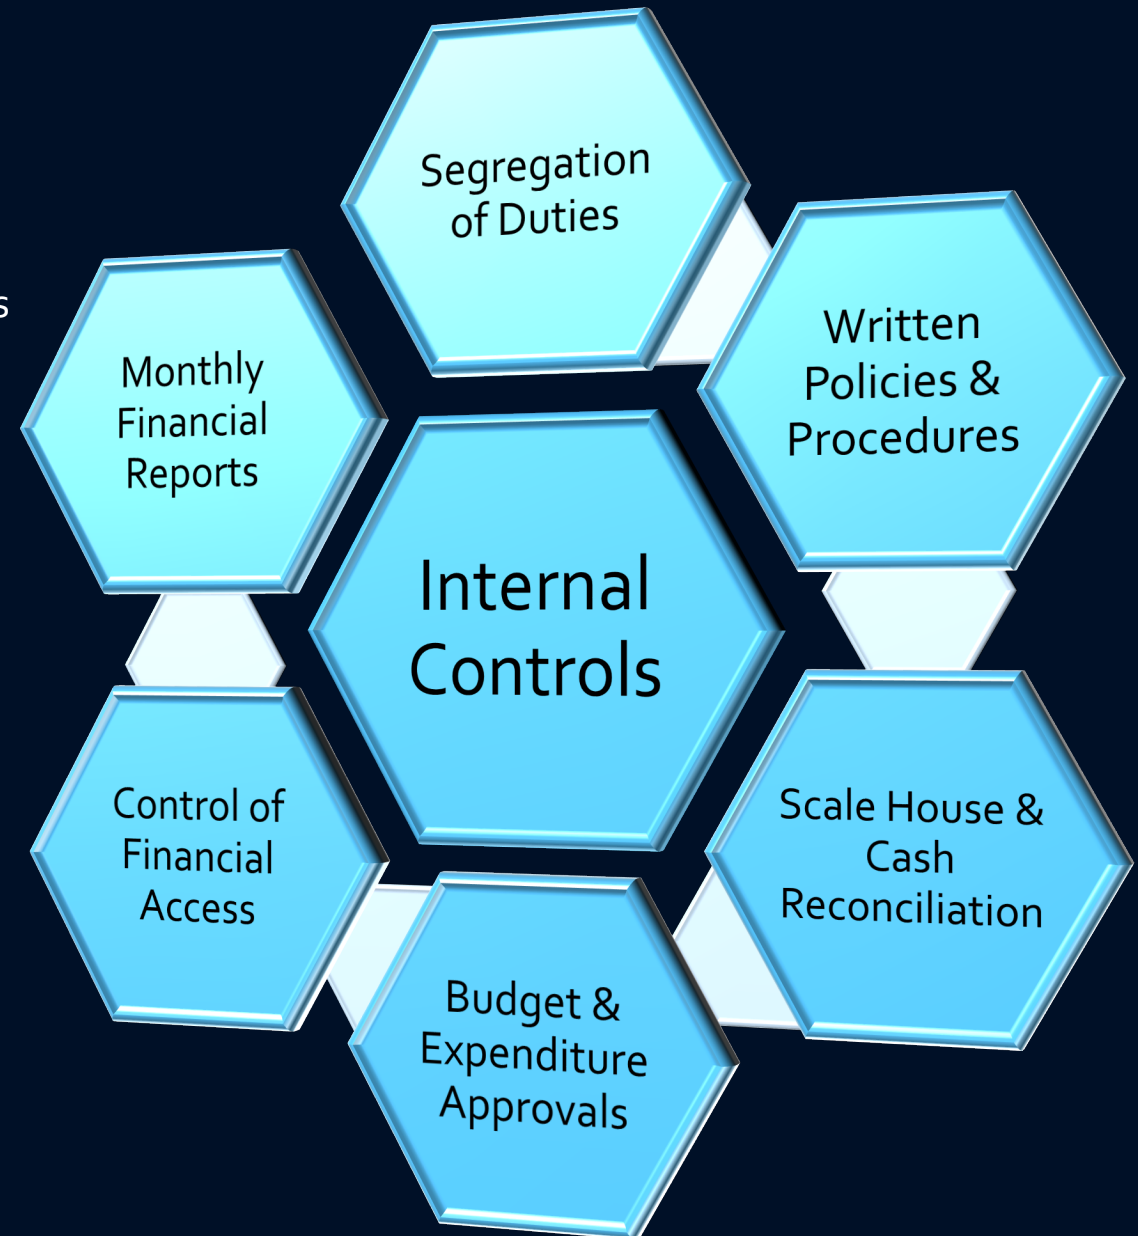 Segregation
of Duties
Written
Policies &
Procedures
Scale House &
Cash
Reconciliation
Budget &
Expenditure
Approvals
Control of
Financial
Access
Monthly
Financial
Reports
Internal
Controls
s